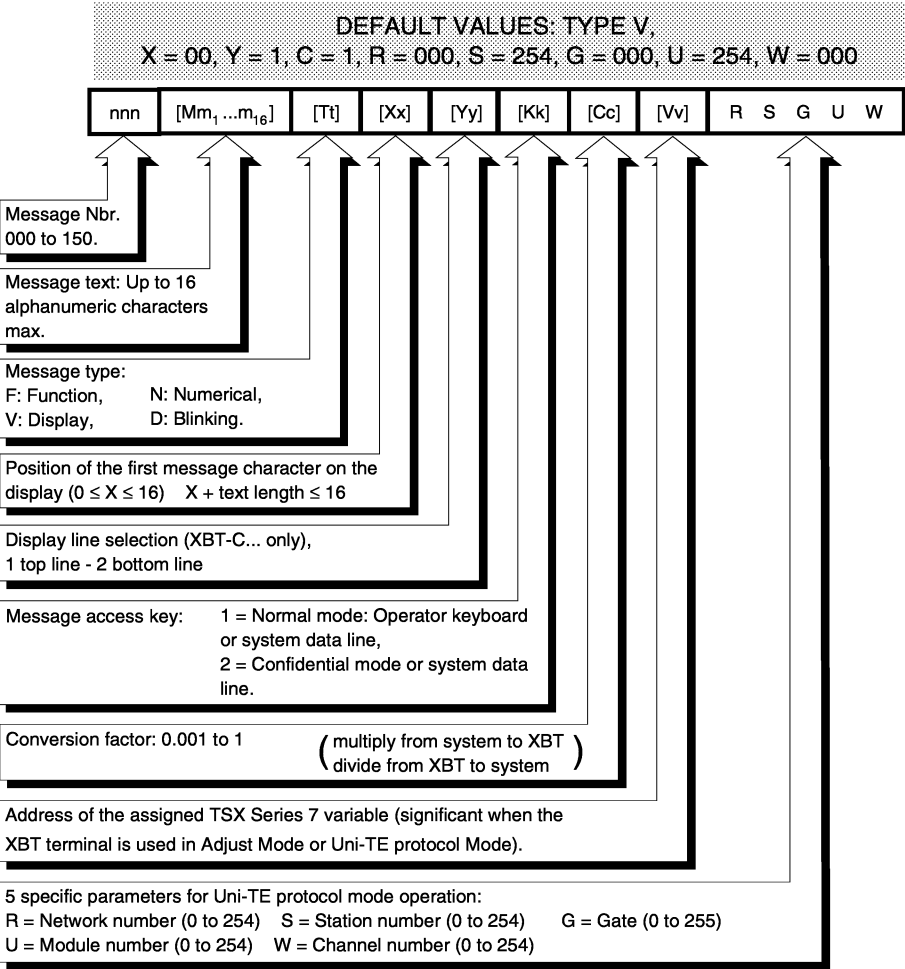 DEFAULT VALUES: TYPE V,
X = 00, Y = 1, C = 1, R = 000, S = 254, G = 000, U = 254, W = 000
nnn [Mm1 ...m16] [Tt] [Xx] [Yy] [Kk] [Cc] [Vv] R S G U W
Message Nbr.
000 to 150.
Message text: Up to 16
alphanumeric characters
max.
Message type:
F: Function, N: Numerical,
V: Display, D: Blinking.
Position of the first message character on the
display (0 ≤ X ≤ 16) X + text length ≤ 16
Display line selection (XBT-C... only),
1 top line - 2 bottom line
Message access key: 1 = Normal mode: Operator keyboard
or system data line,
2 = Confidential mode or system data
line.
Conversion factor: 0.001 to 1 (multiply from system to XBT
divide from XBT to system)
Address of the assigned TSX Series 7 variable (significant when the
XBT terminal is used in Adjust Mode or Uni-TE protocol Mode).
5 specific parameters for Uni-TE protocol mode operation:
R = Network number (0 to 254) S = Station number (0 to 254) G = Gate (0 to 255)
U = Module number (0 to 254) W = Channel number (0 to 254)